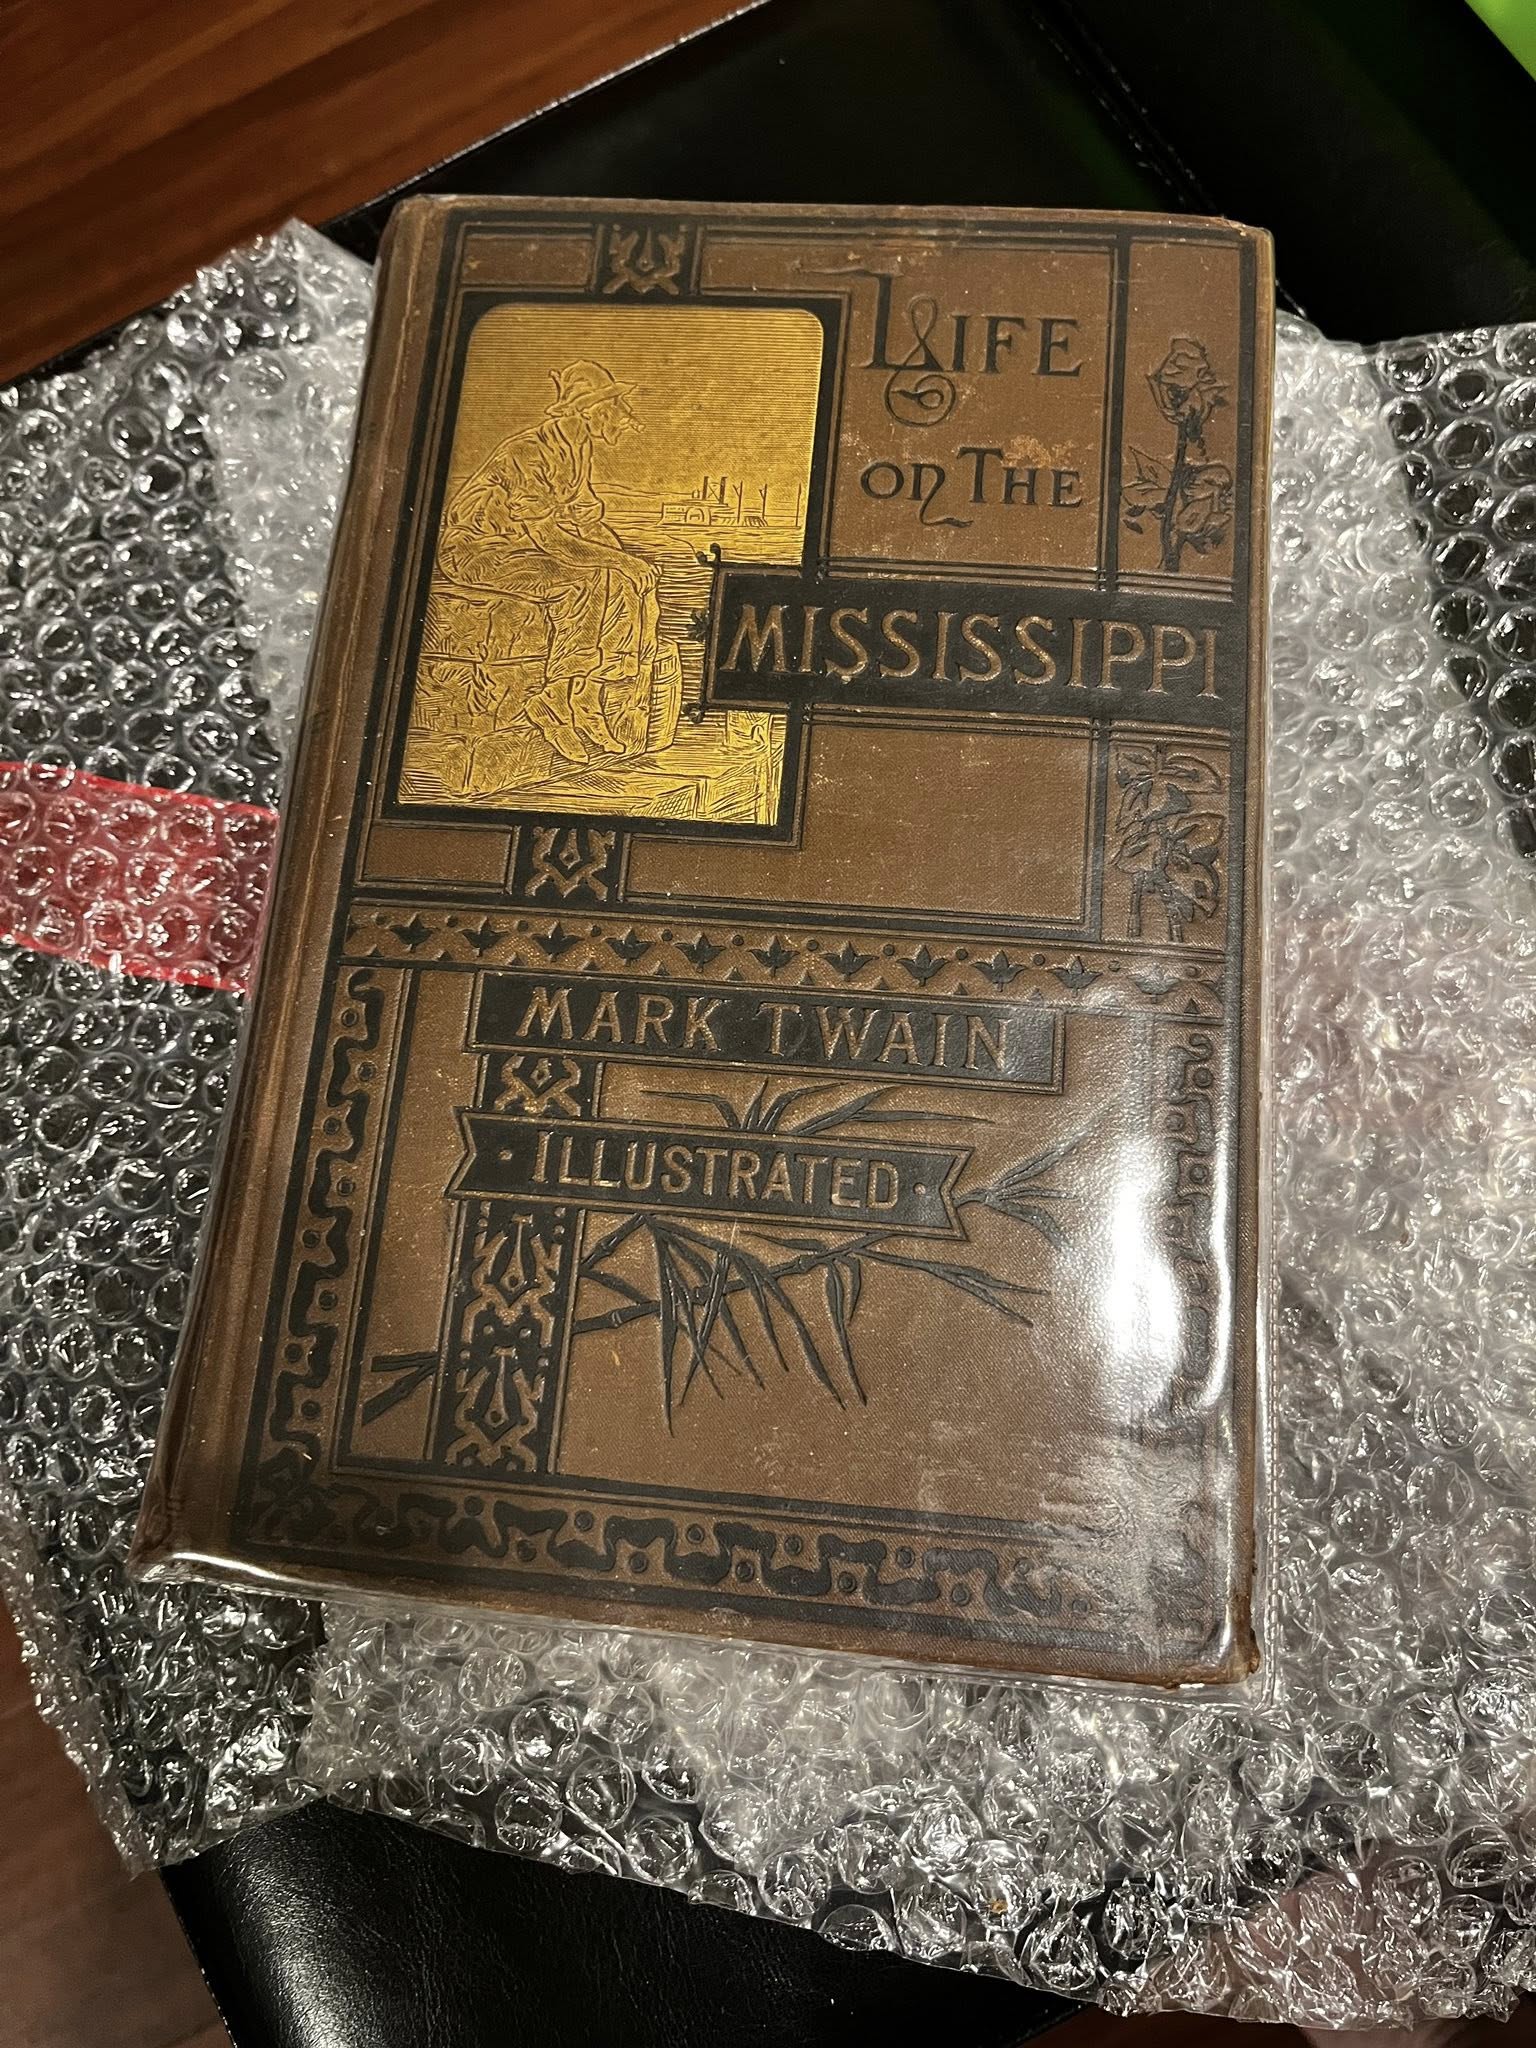 LIFE
ON THE
MISSISSIPPI
MARK TWAIN
· ILLUSTRATED ·